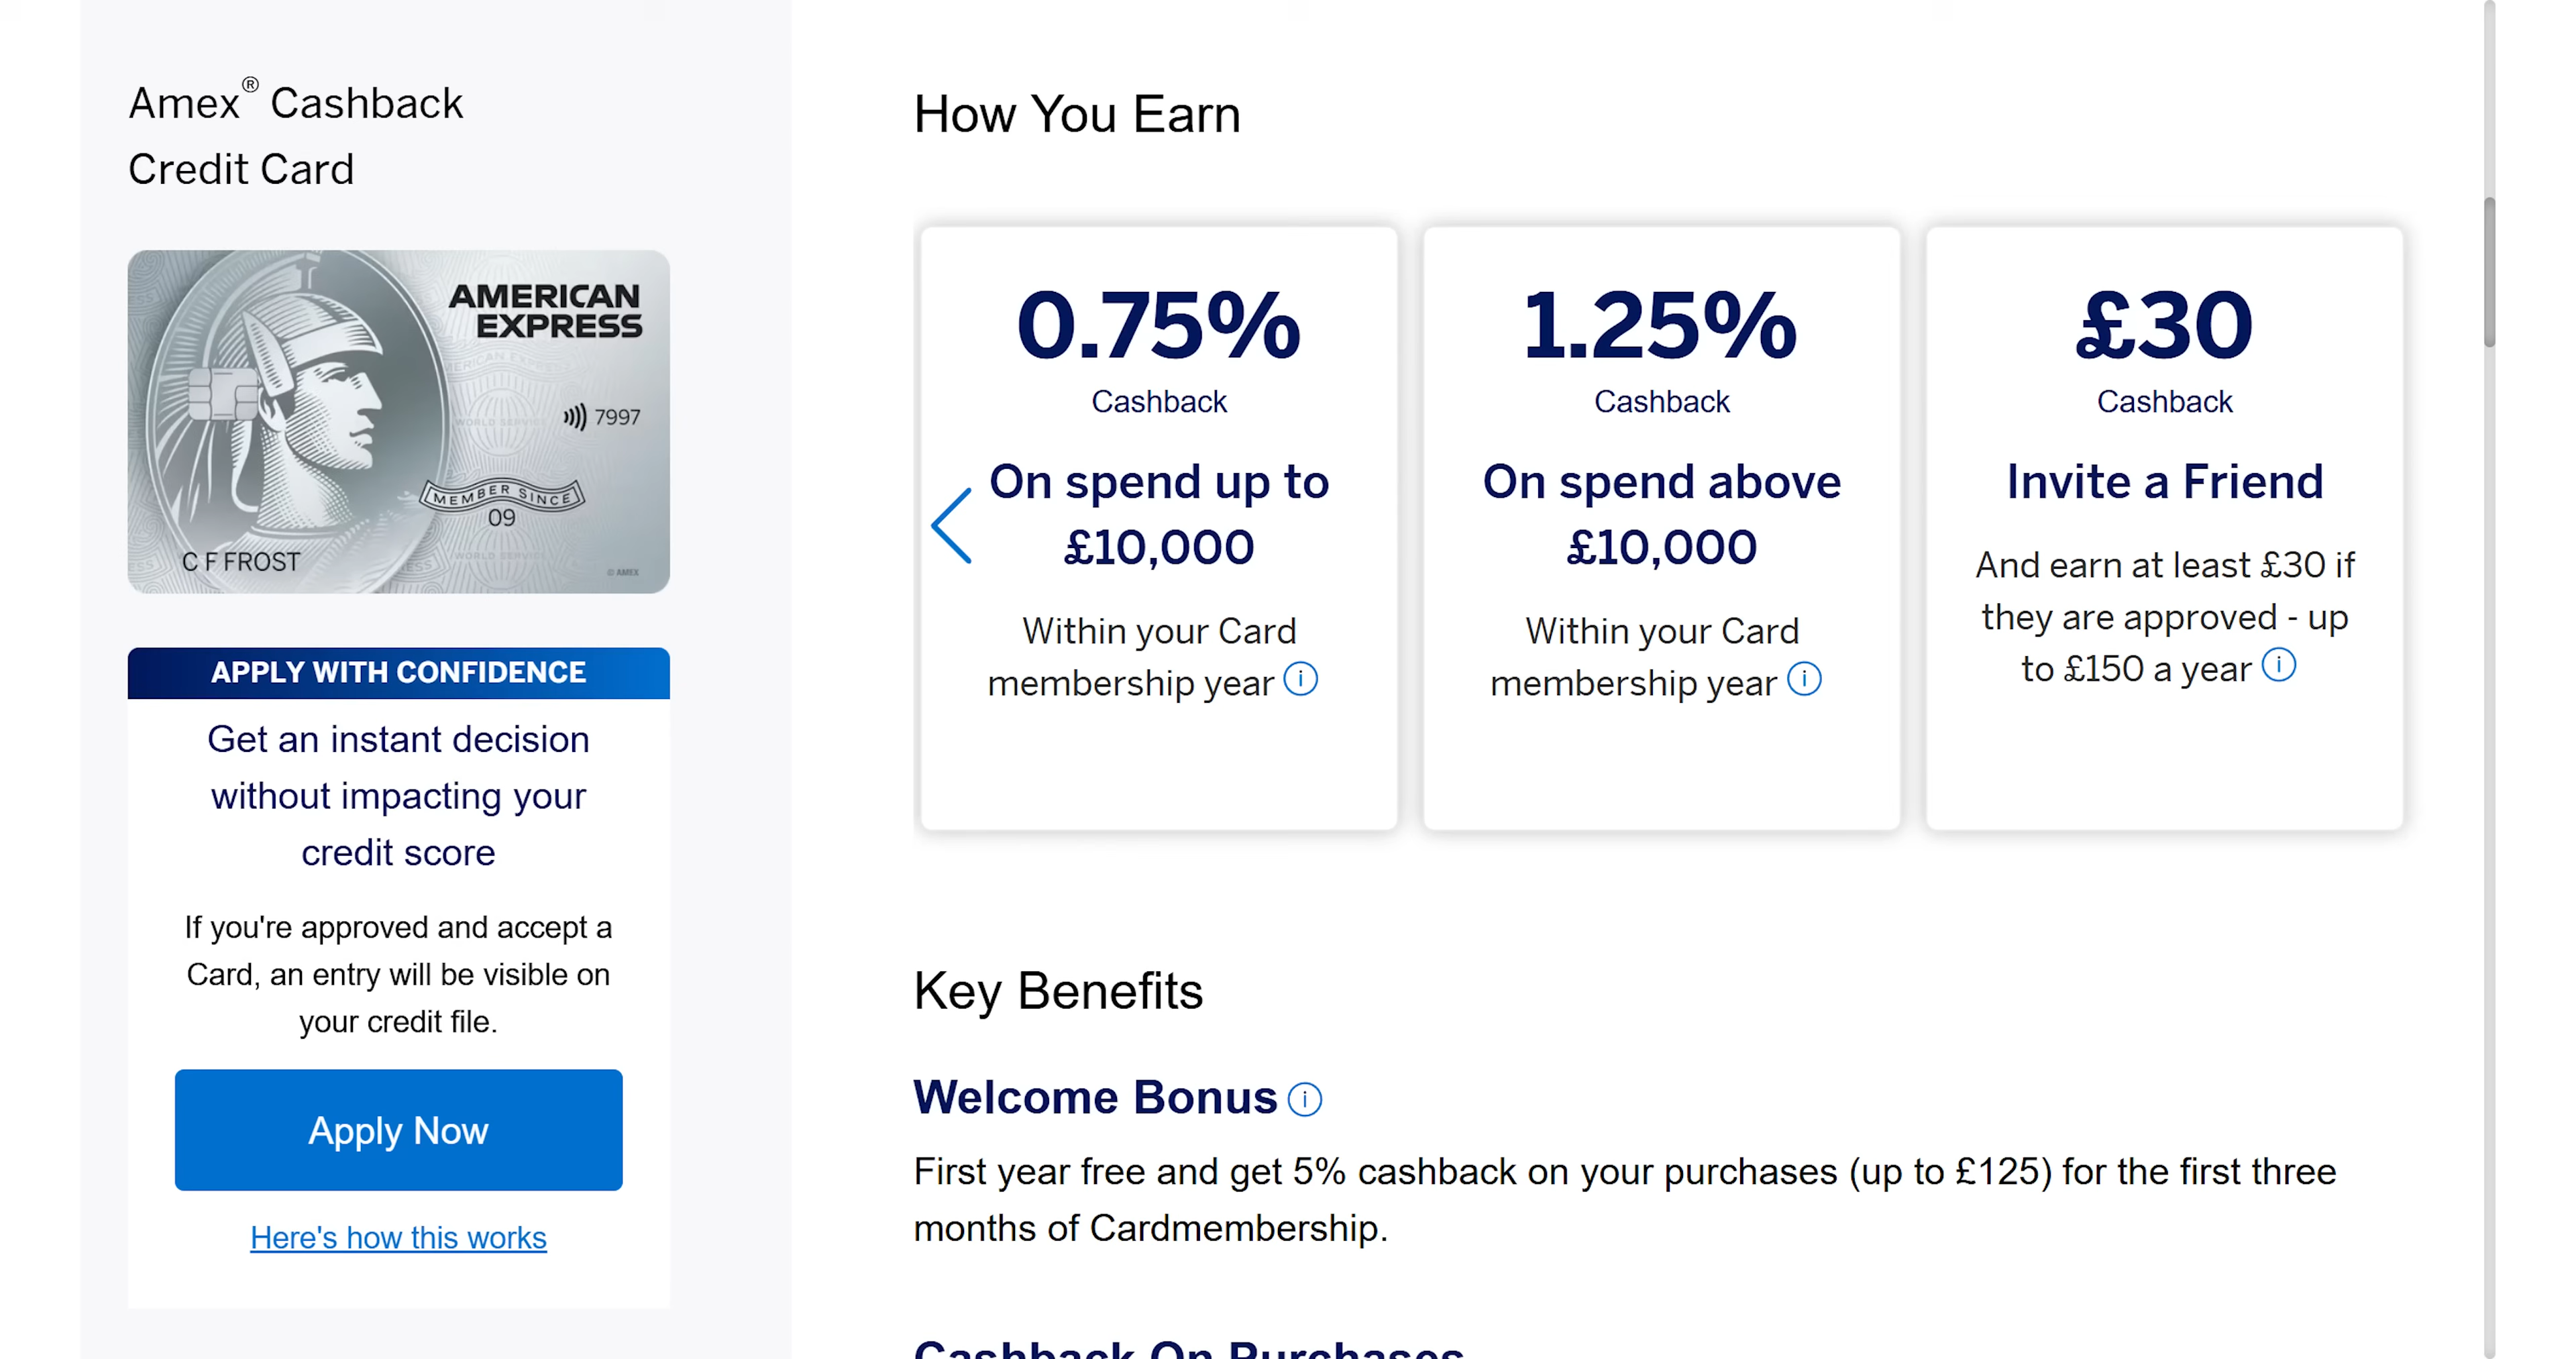 Amex® Cashback
Credit Card
AMERICAN
EXPRESS
7997
MEMBER SINCE
09
C F FROST
© AMEX
APPLY WITH CONFIDENCE
Get an instant decision
without impacting your
credit score
If you're approved and accept a
Card, an entry will be visible on
your credit file.
Apply Now
Here's how this works
How You Earn
0.75%
Cashback
On spend up to
£10,000
Within your Card
membership year
1.25%
Cashback
On spend above
£10,000
Within your Card
membership year
£30
Cashback
Invite a Friend
And earn at least £30 if
they are approved - up
to £150 a year
Key Benefits
Welcome Bonus
First year free and get 5% cashback on your purchases (up to £125) for the first three
months of Cardmembership.
Cashback On Purchases